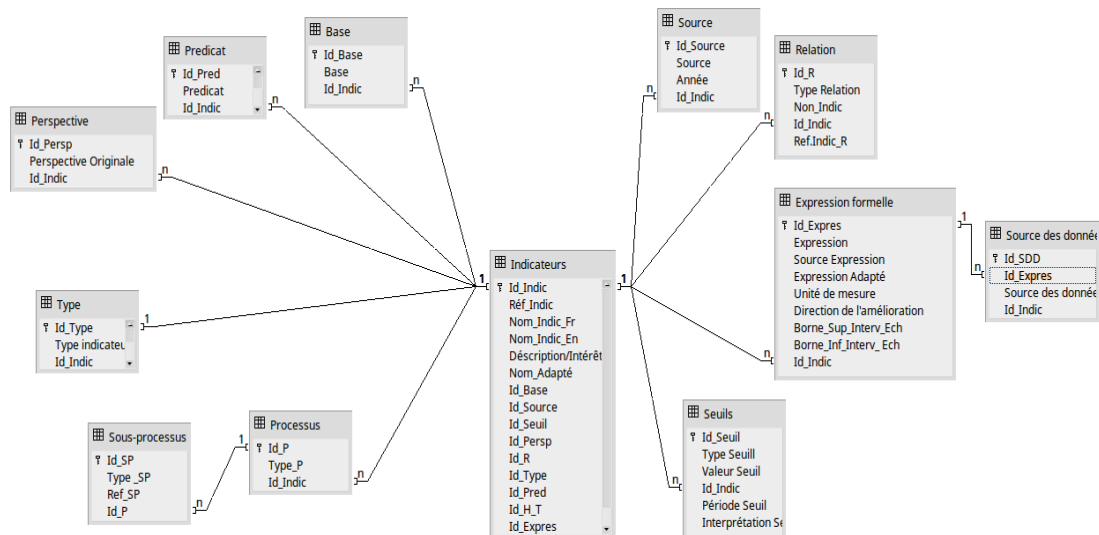 Base
Id_Base
Base
Id_Indic
n
Predicat
Id_Pred
Predicat
Id_Indic
n
Perspective
Id_Persp
Perspective Originale
Id_Indic
n
Type
Id_Type
Type indicateu
Id_Indic
1
Sous-processus
Id_SP
Type _SP
Ref_SP
Id_P
n
Processus
Id_P
Type_P
Id_Indic
1
n
Indicateurs
Id_Indic
Réf_Indic
Nom_Indic_Fr
Nom_Indic_En
Déscription/Intérêt
Nom_Adapté
Id_Base
Id_Source
Id_Seuil
Id_Persp
Id_R
Id_Type
Id_Pred
Id_H_T
Id_Expres
1
1
Source
Id_Source
Source
Année
Id_Indic
n
Relation
Id_R
Type Relation
Non_Indic
Id_Indic
Ref.Indic_R
n
Expression formelle
Id_Expres
Expression
Source Expression
Expression Adapté
Unité de mesure
Direction de l'amélioration
Borne_Sup_Interv_Ech
Borne_Inf_Interv_ Ech
Id_Indic
1
n
Source des donnée
Id_SDD
Id_Expres
Source des donnée
Id_Indic
n
Seuils
Id_Seuil
Type Seuill
Valeur Seuil
Id_Indic
Période Seuil
Interprétation Se
n